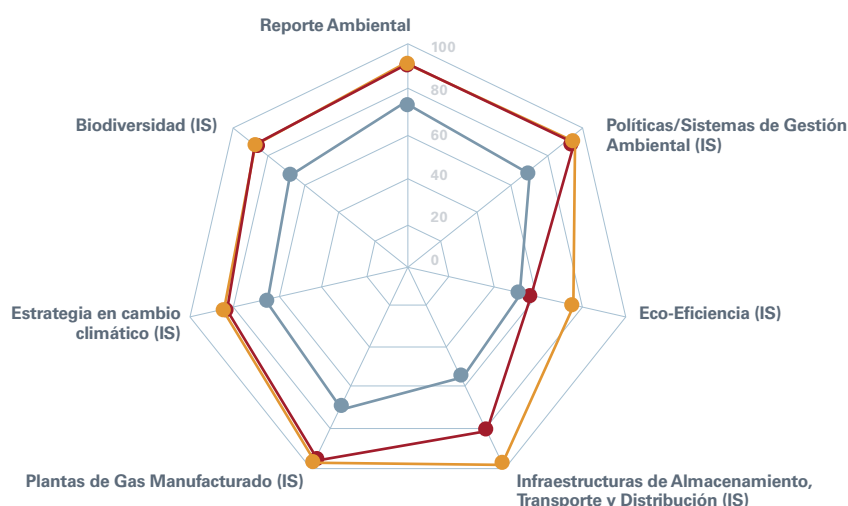 Reporte Ambiental
100
Biodiversidad (IS)
80
Políticas/Sistemas de Gestión
Ambiental (IS)
60
40
20
0
Estrategia en cambio
climático (IS)
Eco-Eficiencia (IS)
Plantas de Gas Manufacturado (IS)
Infraestructuras de Almacenamiento,
Transporte y Distribución (IS)